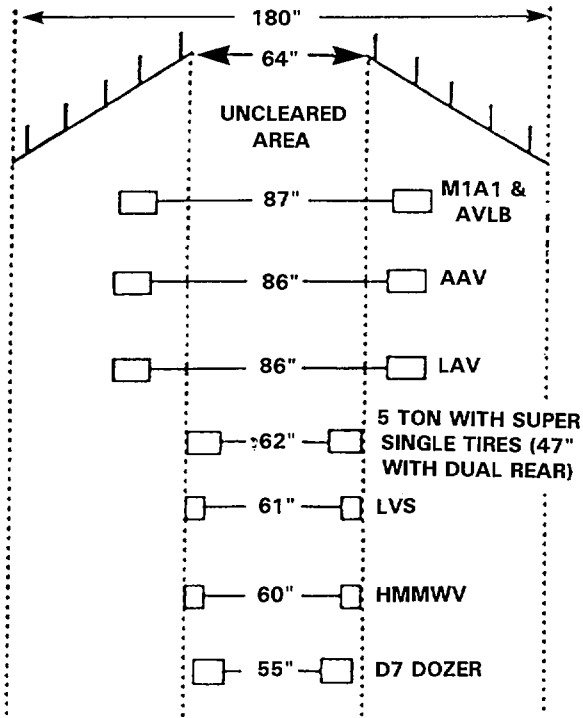 180"
64"
UNCLEARED
AREA
87"
M1A1 &
AVLB
86"
AAV
86"
LAV
62"
5 TON WITH SUPER
SINGLE TIRES (47"
WITH DUAL REAR)
61"
LVS
60"
HMMWV
55"
D7 DOZER